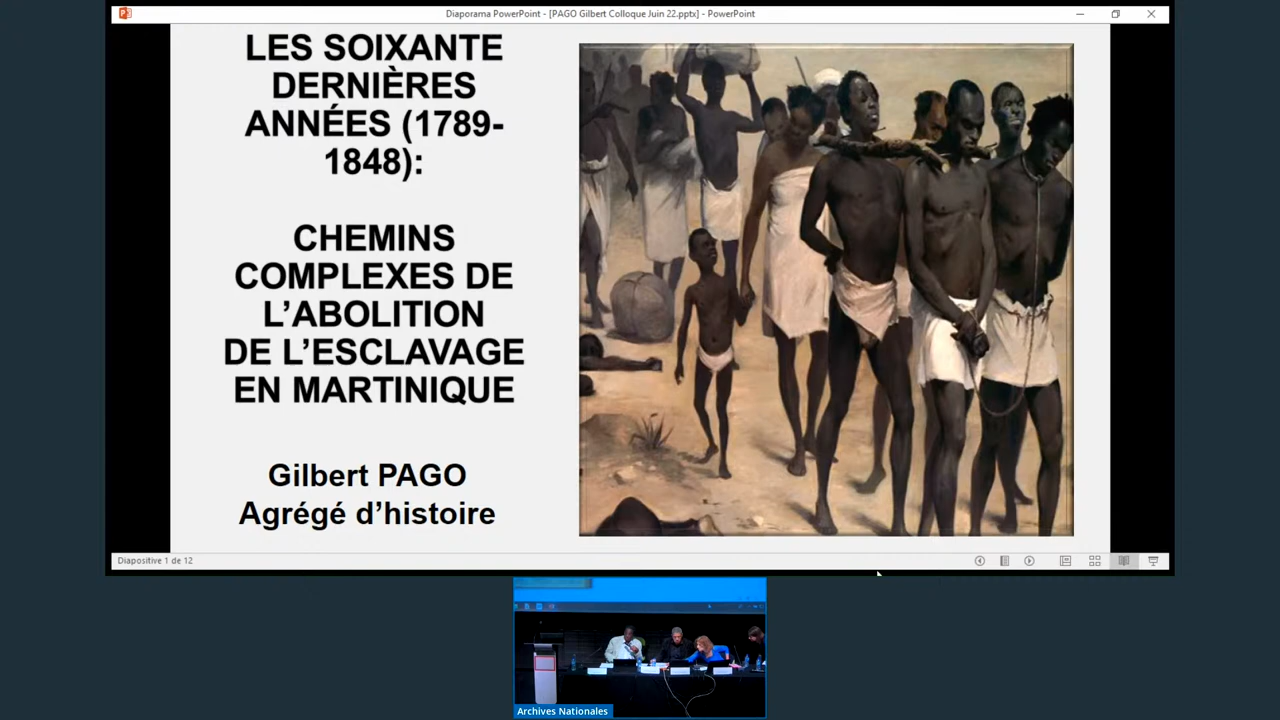 Diaporama PowerPoint - [PAGO Gilbert Colloque Juin 22.pptx] - PowerPoint
LES SOIXANTE
DERNIÈRES
ANNÉES (1789-
1848):
CHEMINS
COMPLEXES DE
L’ABOLITION
DE L’ESCLAVAGE
EN MARTINIQUE
Gilbert PAGO
Agrégé d’histoire
Diapositive 1 de 12
Archives Nationales